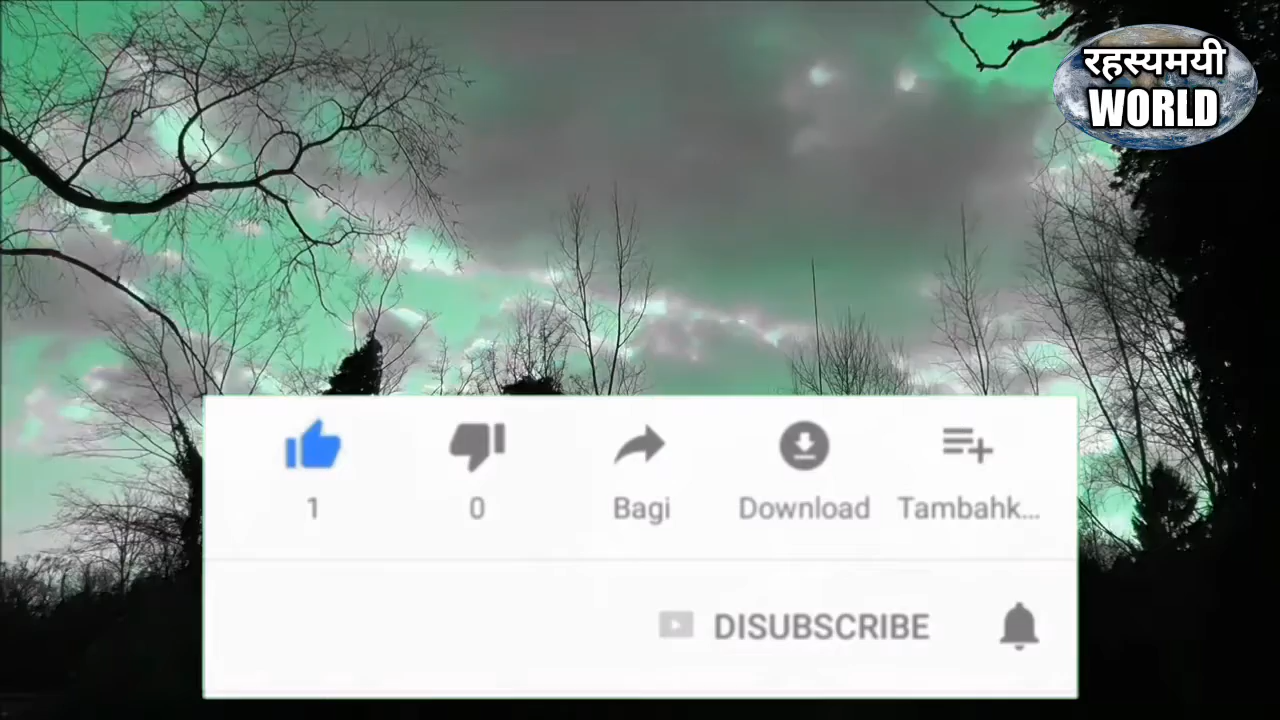 रहस्यमयी
WORLD
1
0
Bagi
Download
Tambahk...
DISUBSCRIBE